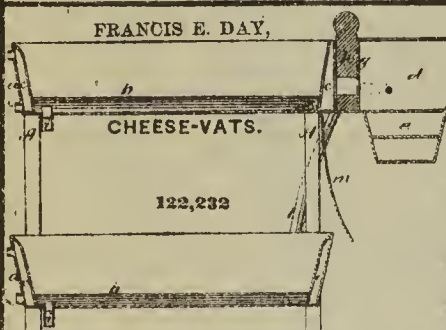 FRANCIS E. DAY,
CHEESE-VATS.
122,232